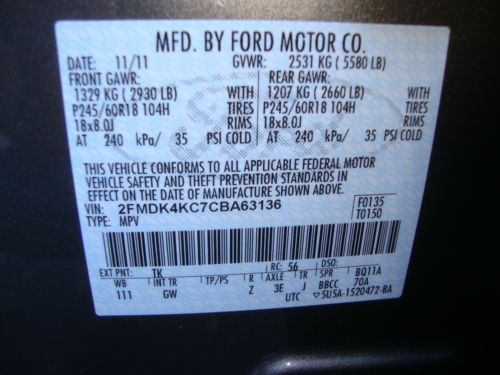 MFD. BY FORD MOTOR CO.
DATE: 11/11 GVWR: 2531 KG ( 5580 LB)
FRONT GAWR: REAR GAWR:
1329 KG ( 2930 LB) WITH 1207 KG ( 2660 LB) WITH
P245/60R18 104H TIRES P245/60R18 104H TIRES
18x8.0J RIMS 18x8.0J RIMS
AT 240 kPa/ 35 PSI COLD AT 240 kPa/ 35 PSI COLD
THIS VEHICLE CONFORMS TO ALL APPLICABLE FEDERAL MOTOR
VEHICLE SAFETY AND THEFT PREVENTION STANDARDS IN
EFFECT ON THE DATE OF MANUFACTURE SHOWN ABOVE.
VIN: 2FMDK4KC7CBA63136 F0135
TYPE: MPV T0150
EXT PNT: TK RC: 56 DSO:
WB INT TR TP/PS R AXLE TR SPR BQ11A
111 GW Z 3E J BBCC 70A
UTC ▽5U5A-1520472-BA